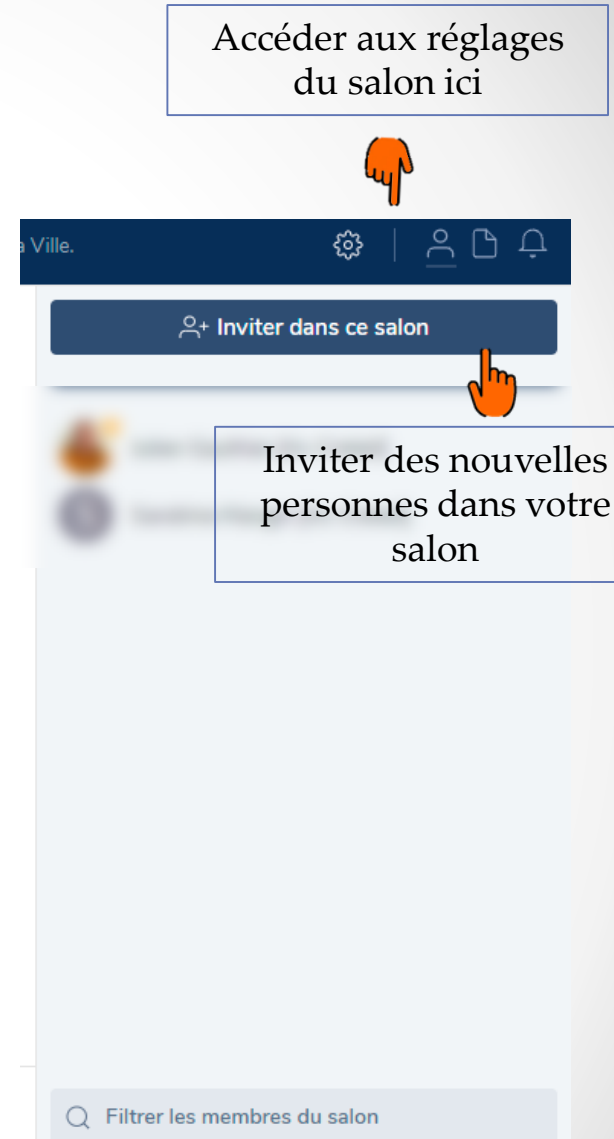 Accéder aux réglages
du salon ici
a Ville.
Inviter dans ce salon
Inviter des nouvelles
personnes dans votre
salon
Filtrer les membres du salon